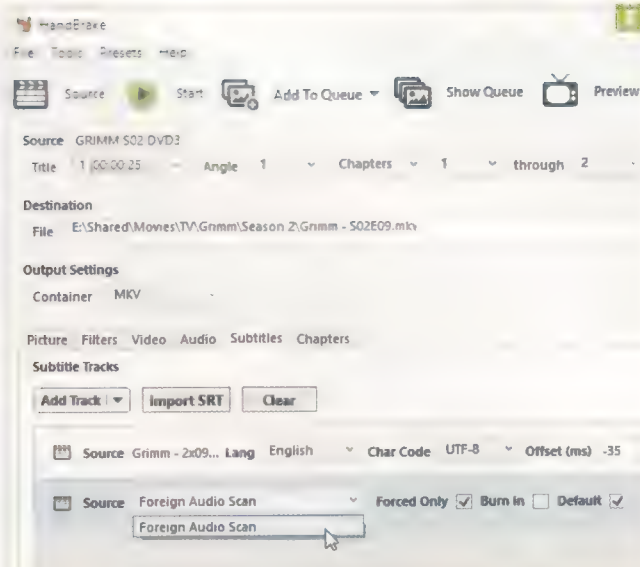 HandBrake
File Tools Presets Help
Source Start Add To Queue Show Queue Preview
Source GRIMM S02 DVD3
Title 1 (00:00:25 Angle 1 Chapters 1 through 2
Destination
File E:\Shared\Movies\TV\Grimm\Season 2\Grimm - S02E09.mkv
Output Settings
Container MKV
Picture Filters Video Audio Subtitles Chapters
Subtitle Tracks
Add Track Import SRT Clear
Source Grimm - 2x09... Lang English Char Code UTF-8 Offset (ms) -35
Source Foreign Audio Scan Forced Only Burn In Default
Foreign Audio Scan